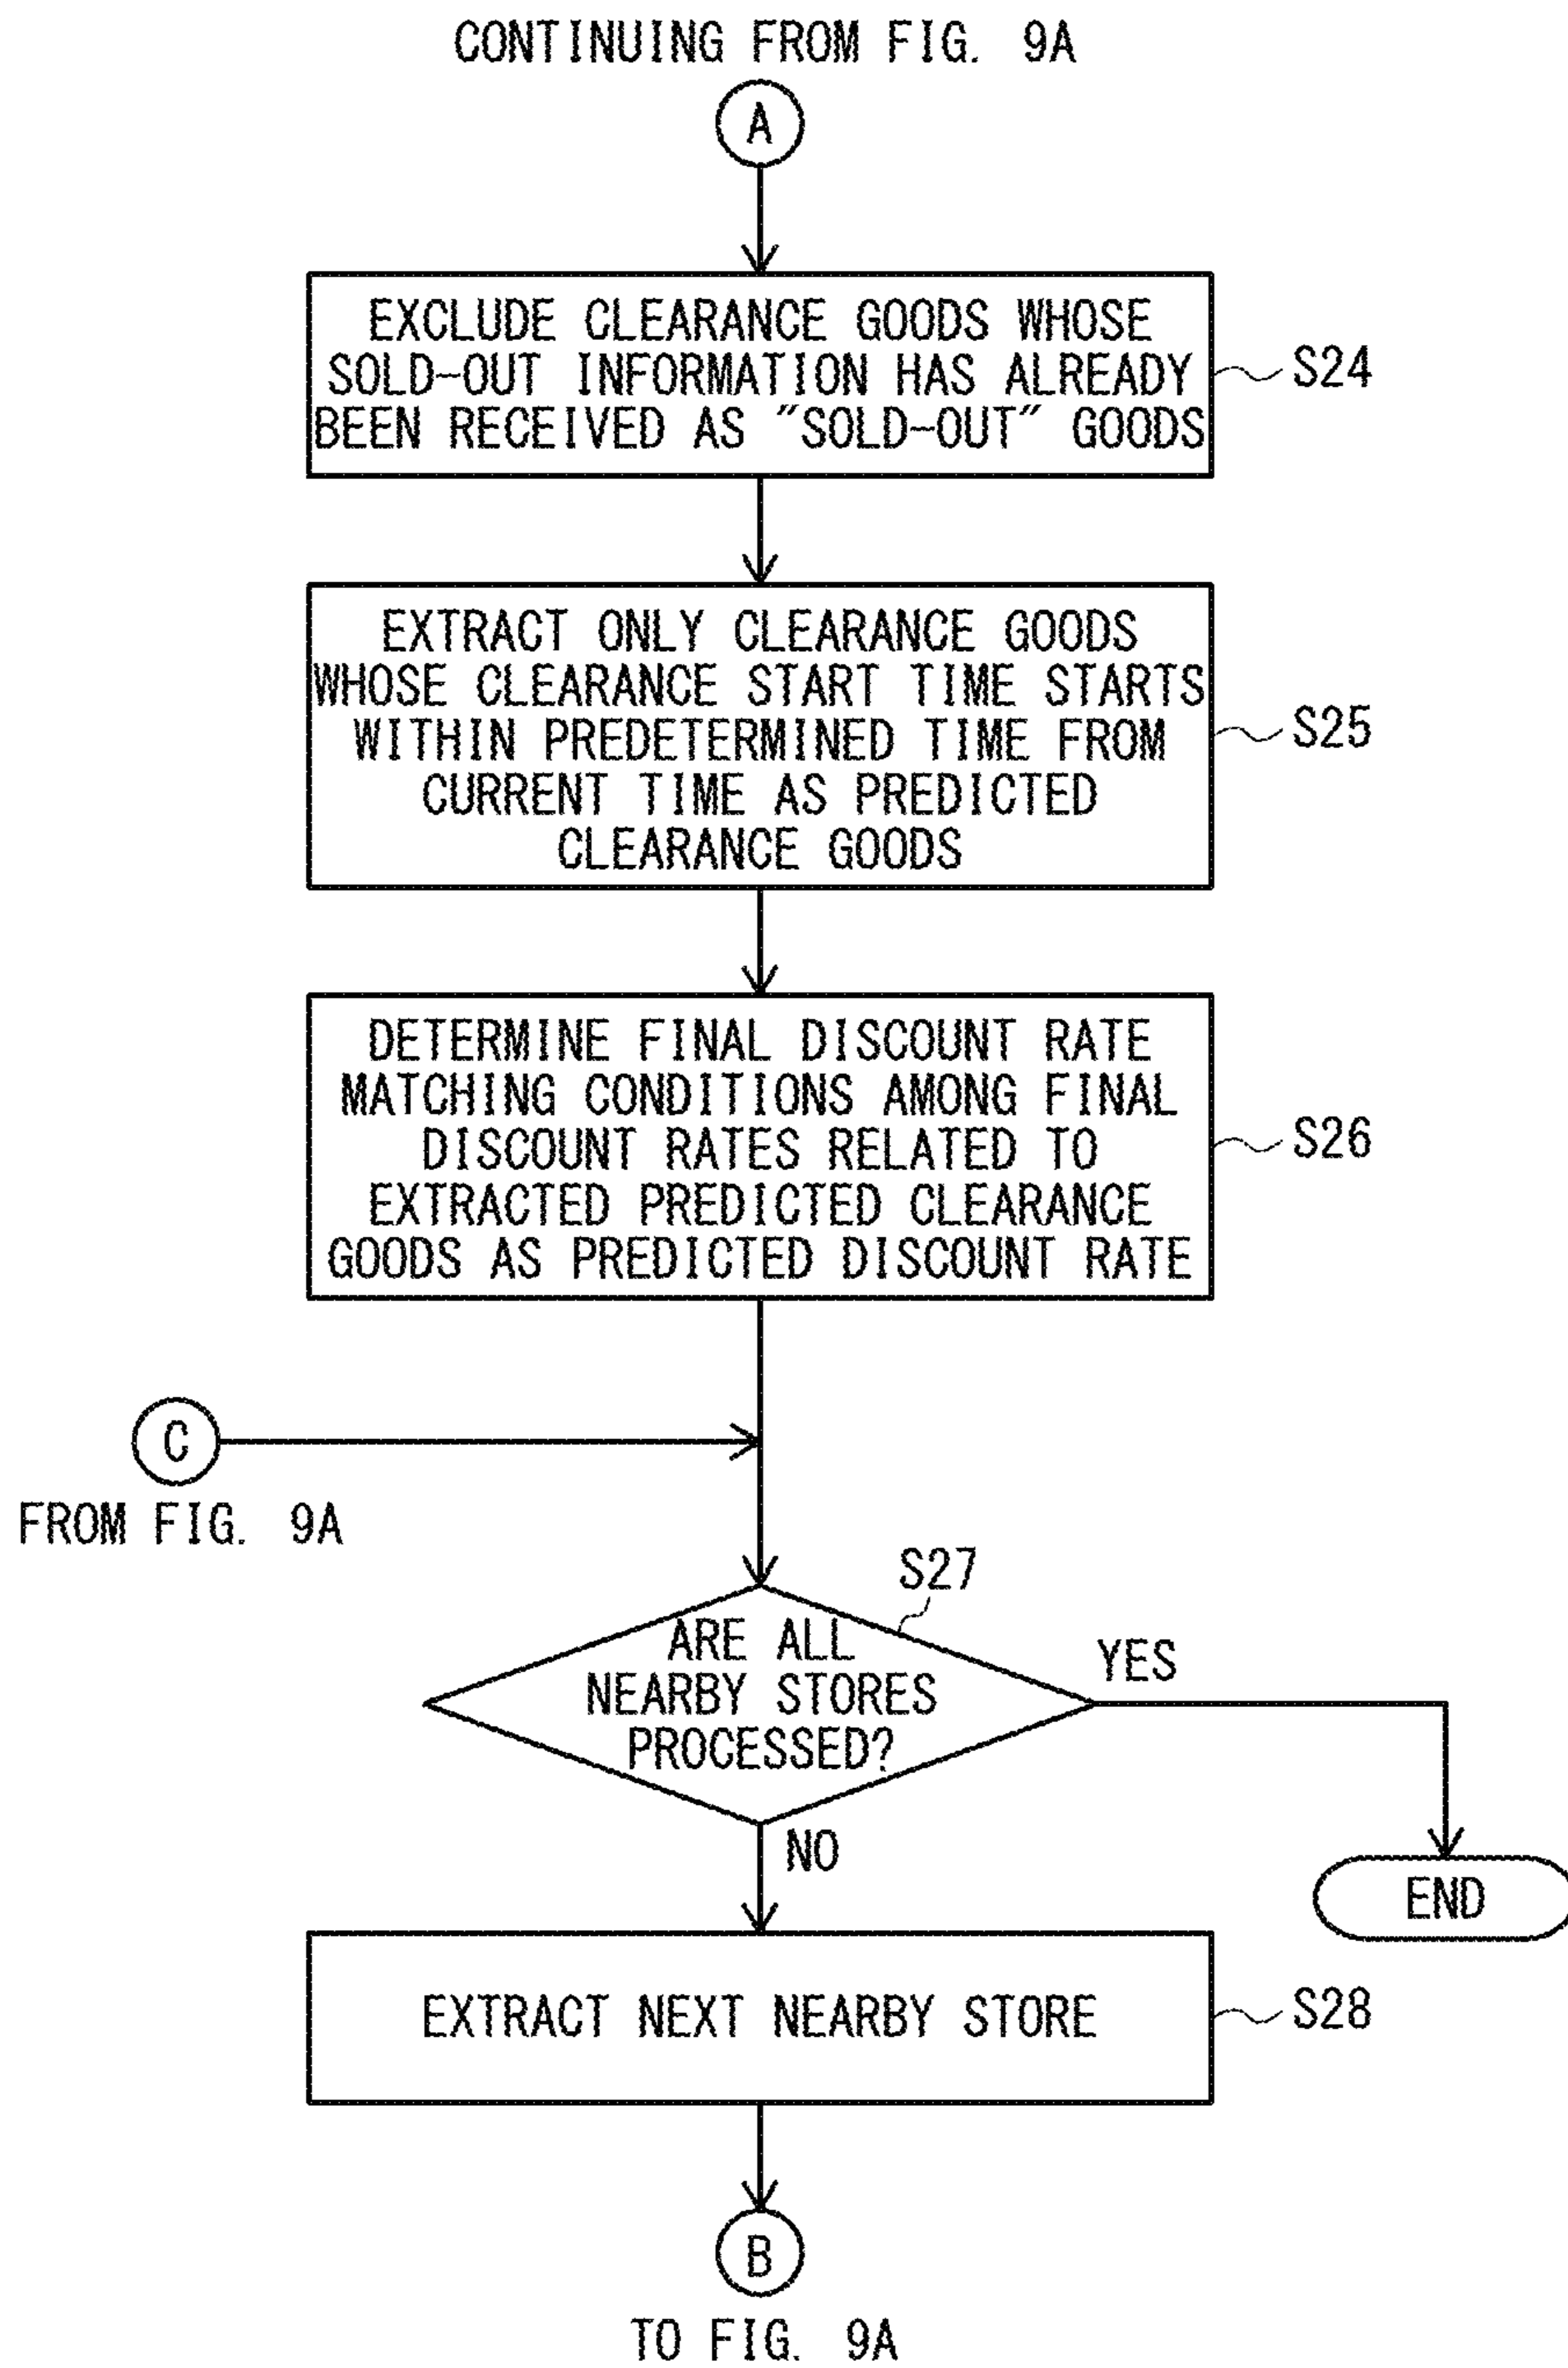 CONTINUING FROM FIG. 9A
A
EXCLUDE CLEARANCE GOODS WHOSE
SOLD-OUT INFORMATION HAS ALREADY
BEEN RECEIVED AS "SOLD-OUT" GOODS
S24
EXTRACT ONLY CLEARANCE GOODS
WHOSE CLEARANCE START TIME STARTS
WITHIN PREDETERMINED TIME FROM
CURRENT TIME AS PREDICTED
CLEARANCE GOODS
S25
DETERMINE FINAL DISCOUNT RATE
MATCHING CONDITIONS AMONG FINAL
DISCOUNT RATES RELATED TO
EXTRACTED PREDICTED CLEARANCE
GOODS AS PREDICTED DISCOUNT RATE
S26
C
FROM FIG. 9A
S27
ARE ALL
NEARBY STORES
PROCESSED?
YES
NO
END
EXTRACT NEXT NEARBY STORE
S28
B
TO FIG. 9A